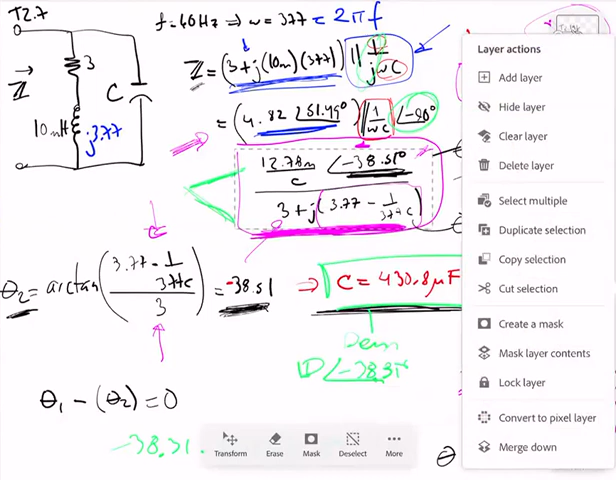 T2.7
f=60Hz ⇒ ω = 377 = 2πf
Z⃗
3
C
10mH
j3.77
Z = (3+j(10m)(377)) || 1/jωC
= (4.82 ∠51.49°) || 1/ωC ∠-90°
12.78m/C ∠-38.51°
3+j(3.77 - 1/377C)
θ₂ = arctan((3.77 - 1/377C)/3) = -38.51 ⇒ C = 430.8μF
Dem
ID ∠-38.51°
θ₁ - (θ₂) = 0
-38.31.
θ
Layer actions
Add layer
Hide layer
Clear layer
Delete layer
Select multiple
Duplicate selection
Copy selection
Cut selection
Create a mask
Mask layer contents
Lock layer
Convert to pixel layer
Merge down
Transform
Erase
Mask
Deselect
More